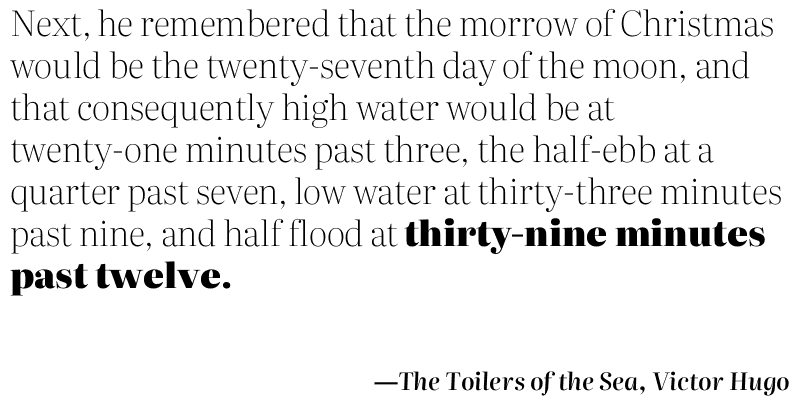 Next, he remembered that the morrow of Christmas
would be the twenty-seventh day of the moon, and
that consequently high water would be at
twenty-one minutes past three, the half-ebb at a
quarter past seven, low water at thirty-three minutes
past nine, and half flood at thirty-nine minutes
past twelve.
—The Toilers of the Sea, Victor Hugo